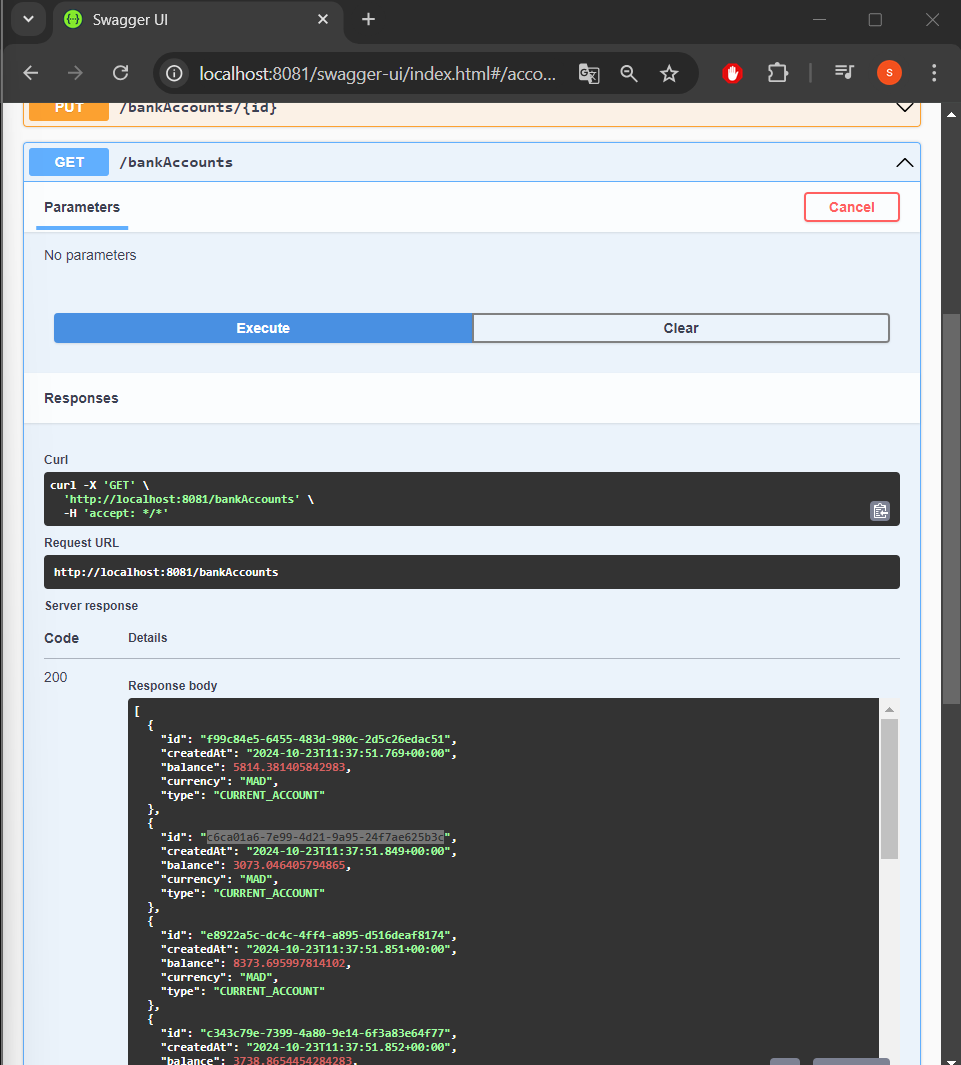 Swagger UI
localhost:8081/swagger-ui/index.html#/acco...
S
PUT /bankAccounts/{id}
GET /bankAccounts
Parameters
Cancel
No parameters
Execute
Clear
Responses
Curl
curl -X 'GET' \
'http://localhost:8081/bankAccounts' \
-H 'accept: */*'
Request URL
http://localhost:8081/bankAccounts
Server response
Code Details
200
Response body
[
{
"id": "f99c84e5-6455-483d-980c-2d5c26edac51",
"createdAt": "2024-10-23T11:37:51.769+00:00",
"balance": 5814.381405842983,
"currency": "MAD",
"type": "CURRENT_ACCOUNT"
},
{
"id": "c6ca01a6-7e99-4d21-9a95-24f7ae625b3c",
"createdAt": "2024-10-23T11:37:51.849+00:00",
"balance": 3073.046405794865,
"currency": "MAD",
"type": "CURRENT_ACCOUNT"
},
{
"id": "e8922a5c-dc4c-4ff4-a895-d516deaf8174",
"createdAt": "2024-10-23T11:37:51.851+00:00",
"balance": 8373.695997814102,
"currency": "MAD",
"type": "CURRENT_ACCOUNT"
},
{
"id": "c343c79e-7399-4a80-9e14-6f3a83e64f77",
"createdAt": "2024-10-23T11:37:51.852+00:00",
"balance": 3738.8654454284283,